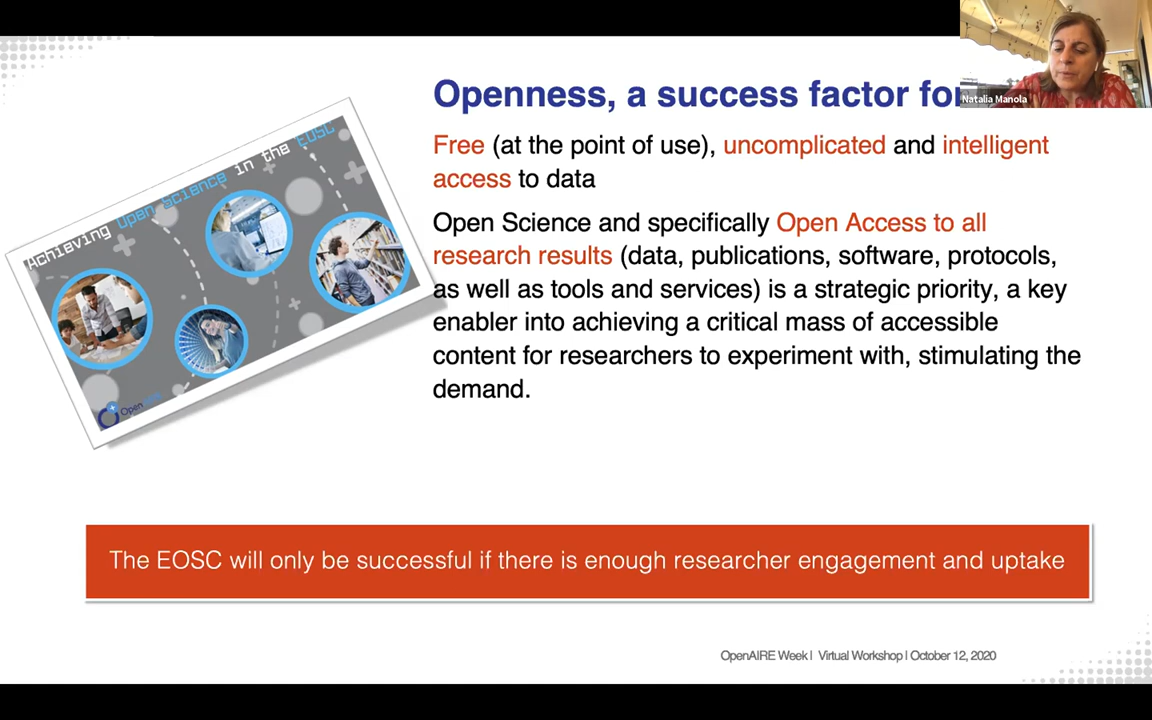 Openness, a success factor for
Natalia Manola
Free (at the point of use), uncomplicated and intelligent
access to data
Achieving Open Science in the EOSC
Open Science and specifically Open Access to all
research results (data, publications, software, protocols,
as well as tools and services) is a strategic priority, a key
enabler into achieving a critical mass of accessible
content for researchers to experiment with, stimulating the
demand.
OpenAIRE
The EOSC will only be successful if there is enough researcher engagement and uptake
OpenAIRE Week | Virtual Workshop | October 12, 2020